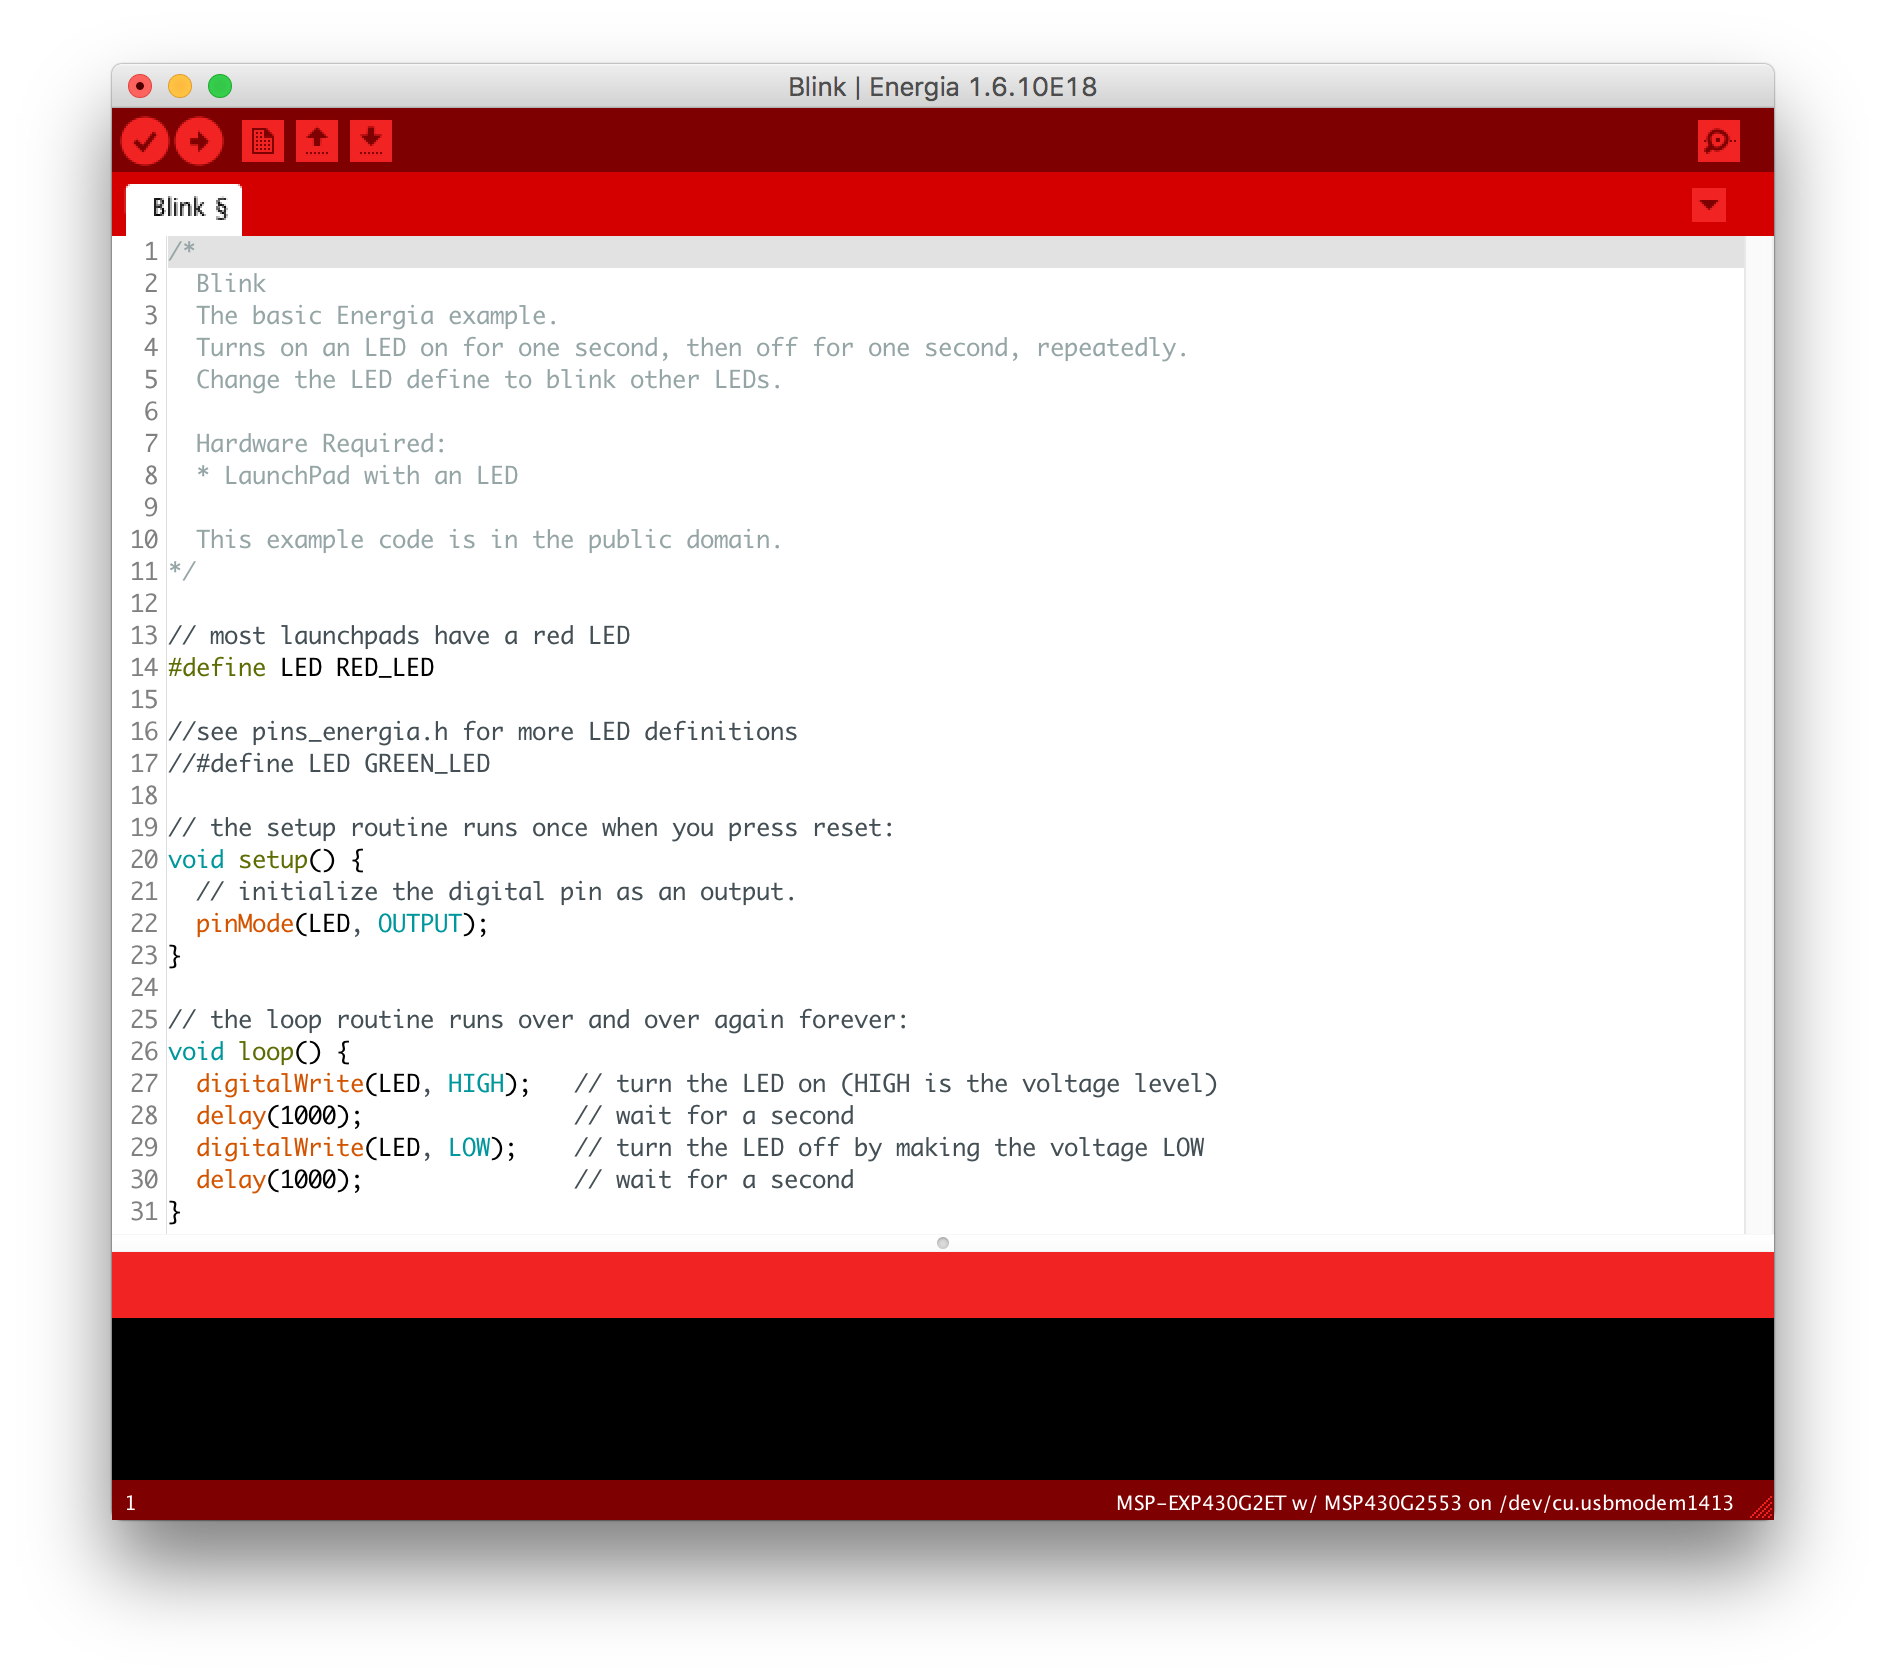 Blink | Energia 1.6.10E18
Blink §
1 /*
2   Blink
3   The basic Energia example.
4   Turns on an LED on for one second, then off for one second, repeatedly.
5   Change the LED define to blink other LEDs.
6
7   Hardware Required:
8   * LaunchPad with an LED
9
10   This example code is in the public domain.
11 */
12
13 // most launchpads have a red LED
14 #define LED RED_LED
15
16 //see pins_energia.h for more LED definitions
17 //#define LED GREEN_LED
18
19 // the setup routine runs once when you press reset:
20 void setup() {
21   // initialize the digital pin as an output.
22   pinMode(LED, OUTPUT);
23 }
24
25 // the loop routine runs over and over again forever:
26 void loop() {
27   digitalWrite(LED, HIGH);   // turn the LED on (HIGH is the voltage level)
28   delay(1000);               // wait for a second
29   digitalWrite(LED, LOW);    // turn the LED off by making the voltage LOW
30   delay(1000);               // wait for a second
31 }
1 MSP-EXP430G2ET w/ MSP430G2553 on /dev/cu.usbmodem1413